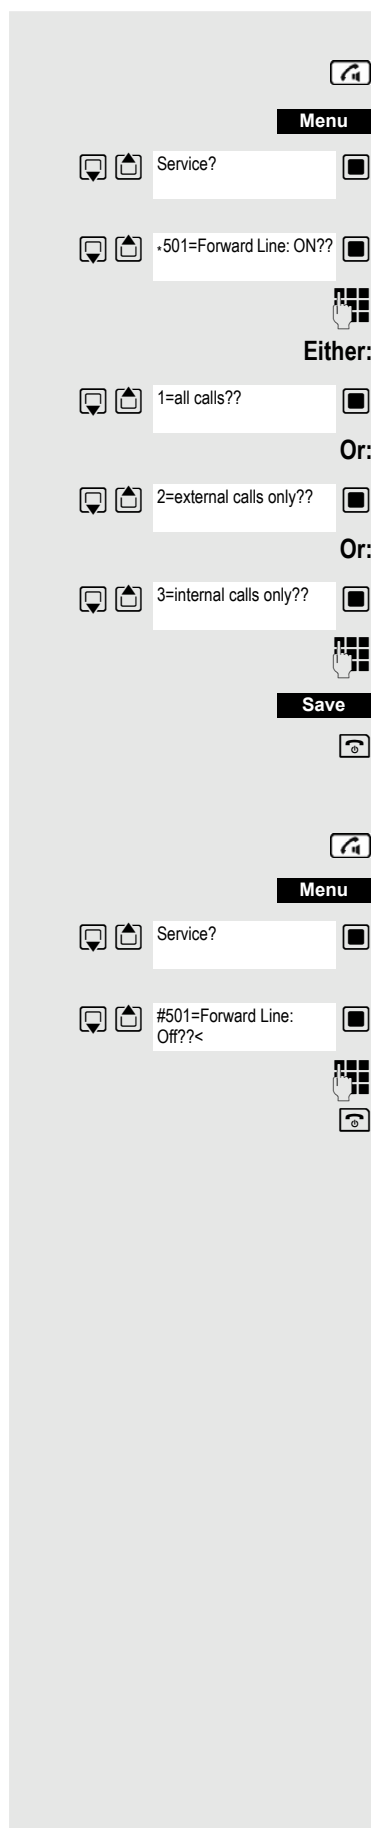 Menu
Service?
*501=Forward Line: ON??
Either:
1=all calls??
Or:
2=external calls only??
Or:
3=internal calls only??
Save
Menu
Service?
#501=Forward Line:
Off??<